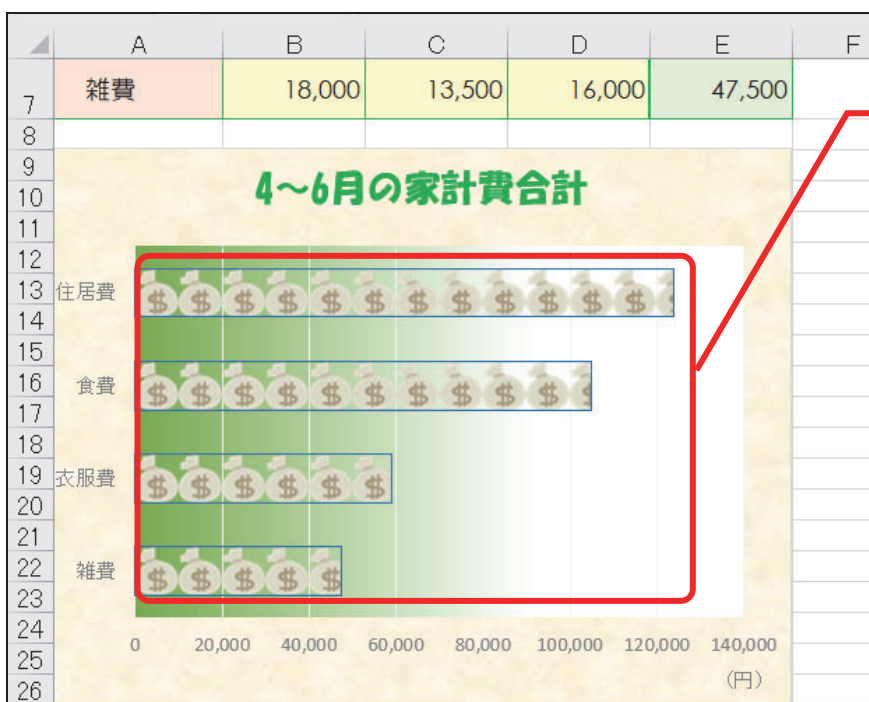 A B C D E F
7 雑費 18,000 13,500 16,000 47,500
8
9
10 4～6月の家計費合計
11
12
13 住居費 $ $ $ $ $ $ $ $ $ $ $ $ $
14
15
16 食費 $ $ $ $ $ $ $ $ $ $ $
17
18
19 衣服費 $ $ $ $ $ $
20
21
22 雑費 $ $ $ $ $
23
24
0 20,000 40,000 60,000 80,000 100,000 120,000 140,000
25
(円)
26